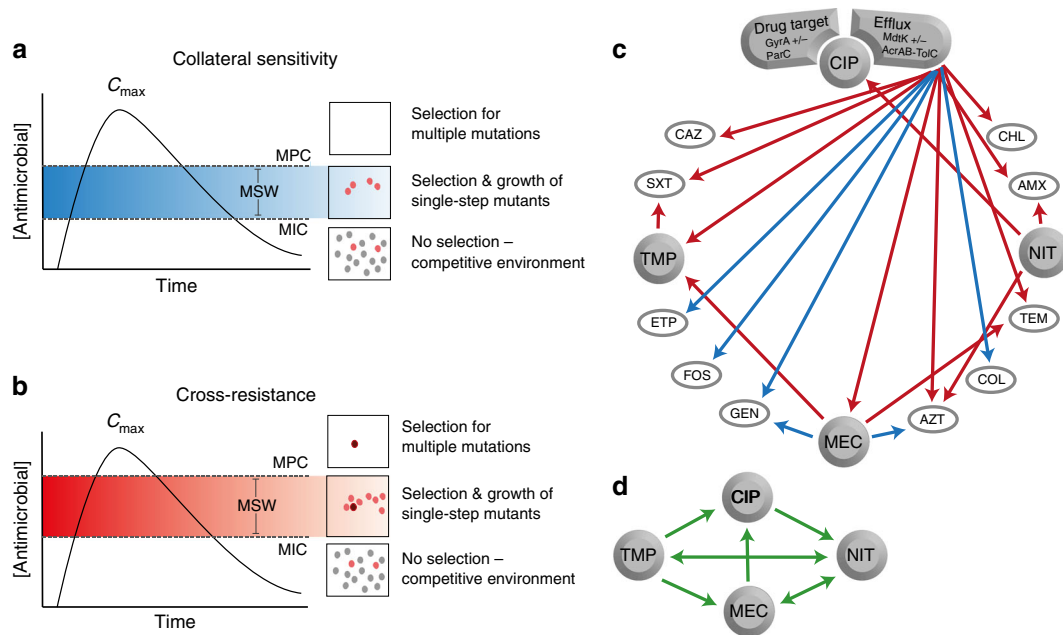 a
Collateral sensitivity
Cmax
[Antimicrobial]
MPC
MSW
MIC
Time
Selection for
multiple mutations
Selection & growth of
single-step mutants
No selection –
competitive environment
b
Cross-resistance
Cmax
[Antimicrobial]
MPC
MSW
MIC
Time
Selection for
multiple mutations
Selection & growth of
single-step mutants
No selection –
competitive environment
c
Drug target
GyrA +/–
ParC
Efflux
MdtK +/–
AcrAB-TolC
CIP
CAZ
CHL
SXT
AMX
TMP
NIT
ETP
TEM
FOS
COL
GEN
AZT
MEC
d
CIP
TMP
NIT
MEC